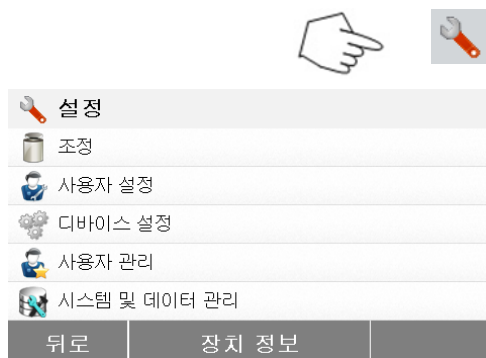 설정
조정
사용자 설정
디바이스 설정
사용자 관리
시스템 및 데이터 관리
뒤로 장치 정보